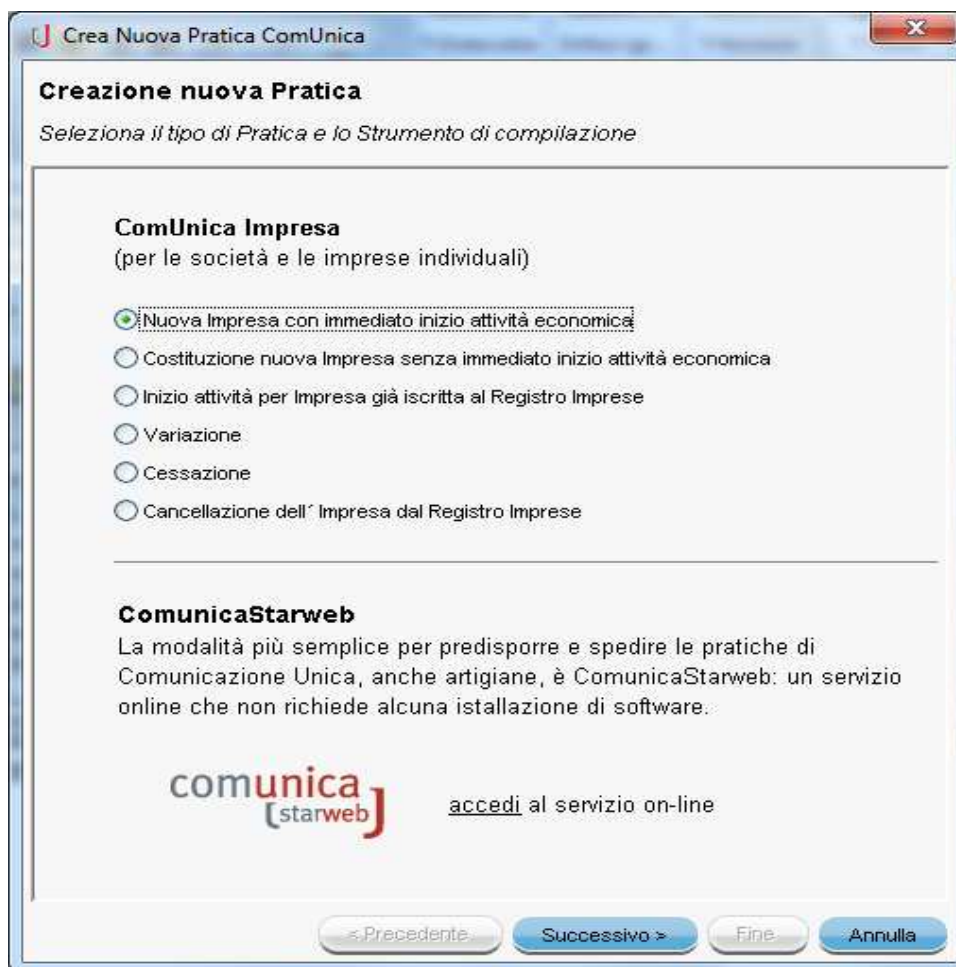 Crea Nuova Pratica ComUnica
Creazione nuova Pratica
Seleziona il tipo di Pratica e lo Strumento di compilazione
ComUnica Impresa
(per le società e le imprese individuali)
Nuova Impresa con immediato inizio attività economica
Costituzione nuova Impresa senza immediato inizio attività economica
Inizio attività per Impresa già iscritta al Registro Imprese
Variazione
Cessazione
Cancellazione dell´Impresa dal Registro Imprese
ComunicaStarweb
La modalità più semplice per predisporre e spedire le pratiche di
Comunicazione Unica, anche artigiane, è ComunicaStarweb: un servizio
online che non richiede alcuna istallazione di software.
comunica
[starweb]
accedi al servizio on-line
< Precedente
Successivo >
Fine
Annulla